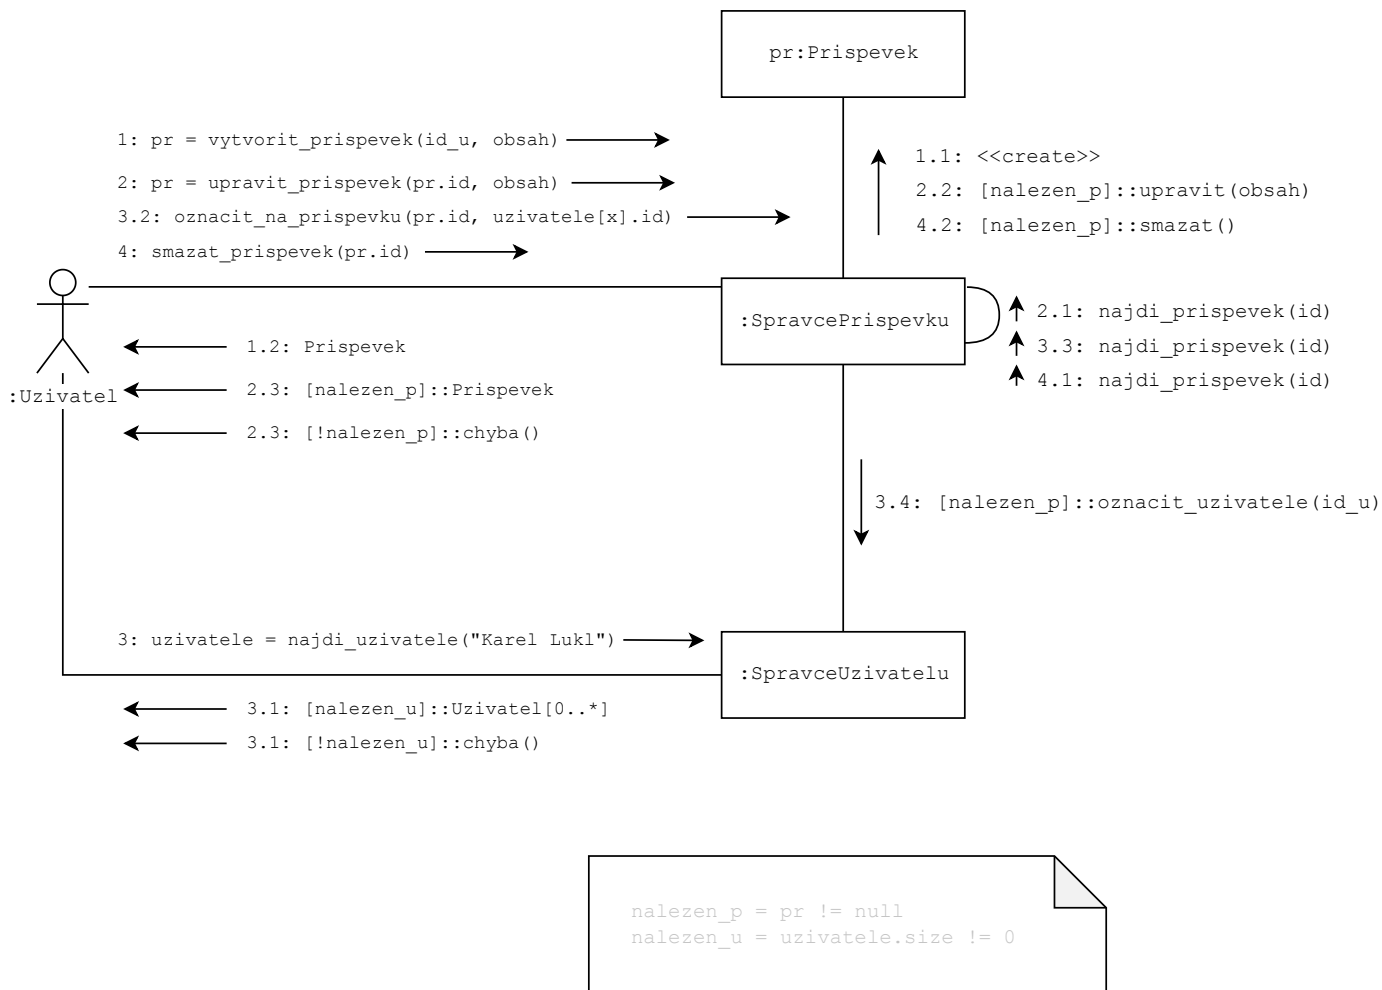 pr:Prispevek
1: pr = vytvorit_prispevek(id_u, obsah)
2: pr = upravit_prispevek(pr.id, obsah)
3.2: oznacit_na_prispevku(pr.id, uzivatele[x].id)
4: smazat_prispevek(pr.id)
1.1: <<create>>
2.2: [nalezen_p]::upravit(obsah)
4.2: [nalezen_p]::smazat()
:SpravcePrispevku
2.1: najdi_prispevek(id)
3.3: najdi_prispevek(id)
4.1: najdi_prispevek(id)
:Uzivatel
1.2: Prispevek
2.3: [nalezen_p]::Prispevek
2.3: [!nalezen_p]::chyba()
3.4: [nalezen_p]::oznacit_uzivatele(id_u)
3: uzivatele = najdi_uzivatele("Karel Lukl")
:SpravceUzivatelu
3.1: [nalezen_u]::Uzivatel[0..*]
3.1: [!nalezen_u]::chyba()
nalezen_p = pr != null
nalezen_u = uzivatele.size != 0